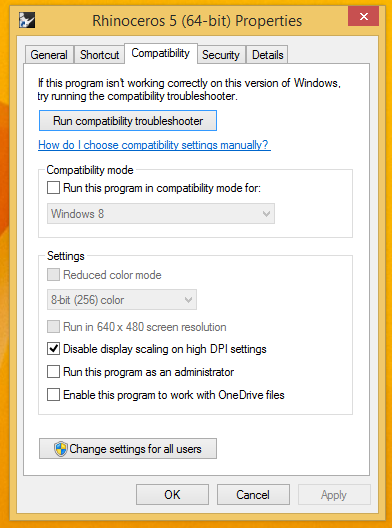 Rhinoceros 5 (64-bit) Properties
General Shortcut Compatibility Security Details
If this program isn't working correctly on this version of Windows,
try running the compatibility troubleshooter.
Run compatibility troubleshooter
How do I choose compatibility settings manually?
Compatibility mode
Run this program in compatibility mode for:
Windows 8
Settings
Reduced color mode
8-bit (256) color
Run in 640 x 480 screen resolution
Disable display scaling on high DPI settings
Run this program as an administrator
Enable this program to work with OneDrive files
Change settings for all users
OK Cancel Apply